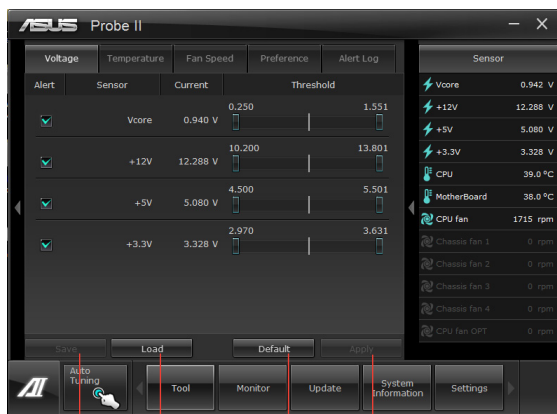 ASUS Probe II
Voltage Temperature Fan Speed Preference Alert Log
Alert Sensor Current Threshold
0.250 1.551
Vcore 0.940 V
10.200 13.801
+12V 12.288 V
4.500 5.501
+5V 5.080 V
2.970 3.631
+3.3V 3.328 V
Save Load Default Apply
Sensor
Vcore 0.942 V
+12V 12.288 V
+5V 5.080 V
+3.3V 3.328 V
CPU 39.0 ºC
MotherBoard 38.0 ºC
CPU fan 1715 rpm
Chassis fan 1 0 rpm
Chassis fan 2 0 rpm
Chassis fan 3 0 rpm
Chassis fan 4 0 rpm
CPU fan OPT 0 rpm
Auto
Tuning
Tool Monitor Update
System
Information
Settings